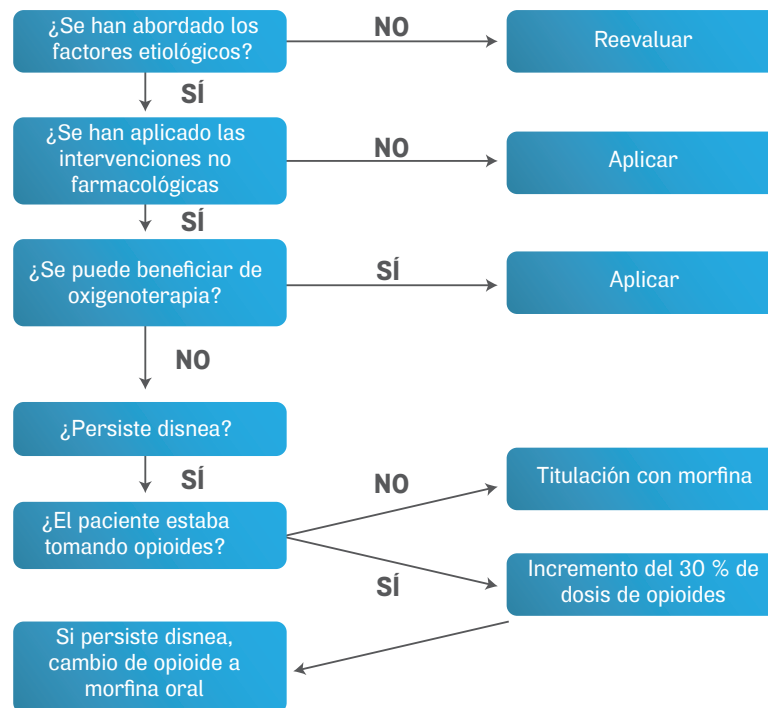 ¿Se han abordado los
factores etiológicos?
NO
Reevaluar
SÍ
¿Se han aplicado las
intervenciones no
farmacológicas
NO
Aplicar
SÍ
¿Se puede beneficiar de
oxigenoterapia?
SÍ
Aplicar
NO
¿Persiste disnea?
SÍ
¿El paciente estaba
tomando opioides?
NO
Titulación con morfina
SÍ
Incremento del 30 % de
dosis de opioides
Si persiste disnea,
cambio de opioide a
morfina oral